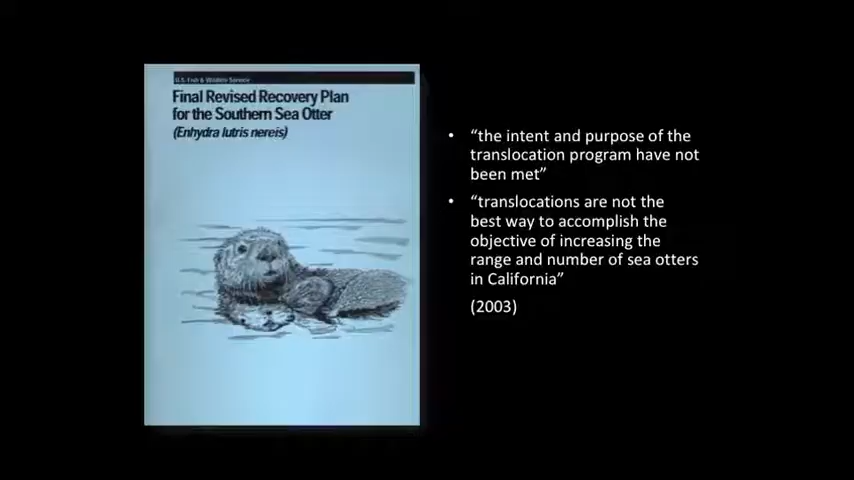 U.S. Fish & Wildlife Service
Final Revised Recovery Plan
for the Southern Sea Otter
(Enhydra lutris nereis)
• “the intent and purpose of the
translocation program have not
been met”
• “translocations are not the
best way to accomplish the
objective of increasing the
range and number of sea otters
in California”
(2003)